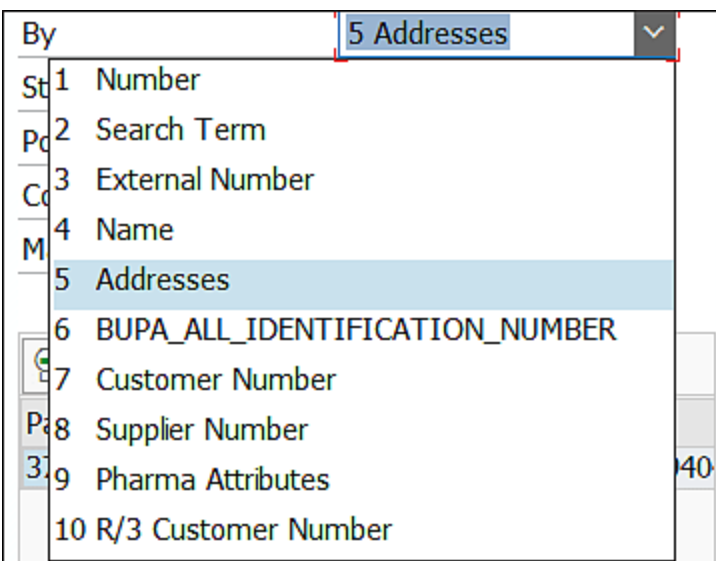 By 5 Addresses
1 Number
2 Search Term
3 External Number
4 Name
5 Addresses
6 BUPA_ALL_IDENTIFICATION_NUMBER
7 Customer Number
8 Supplier Number
9 Pharma Attributes
10 R/3 Customer Number